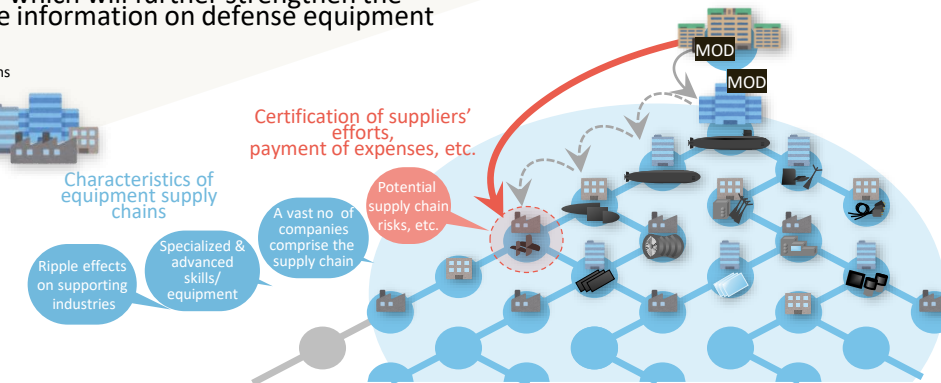 which will further strengthen the
e information on defense equipment
ns
MOD
MOD
Certification of suppliers'
efforts,
payment of expenses, etc.
Characteristics of
equipment supply
chains
Potential
supply chain
risks, etc.
A vast no of
companies
comprise the
supply chain
Specialized &
advanced
skills/
equipment
Ripple effects
on supporting
industries